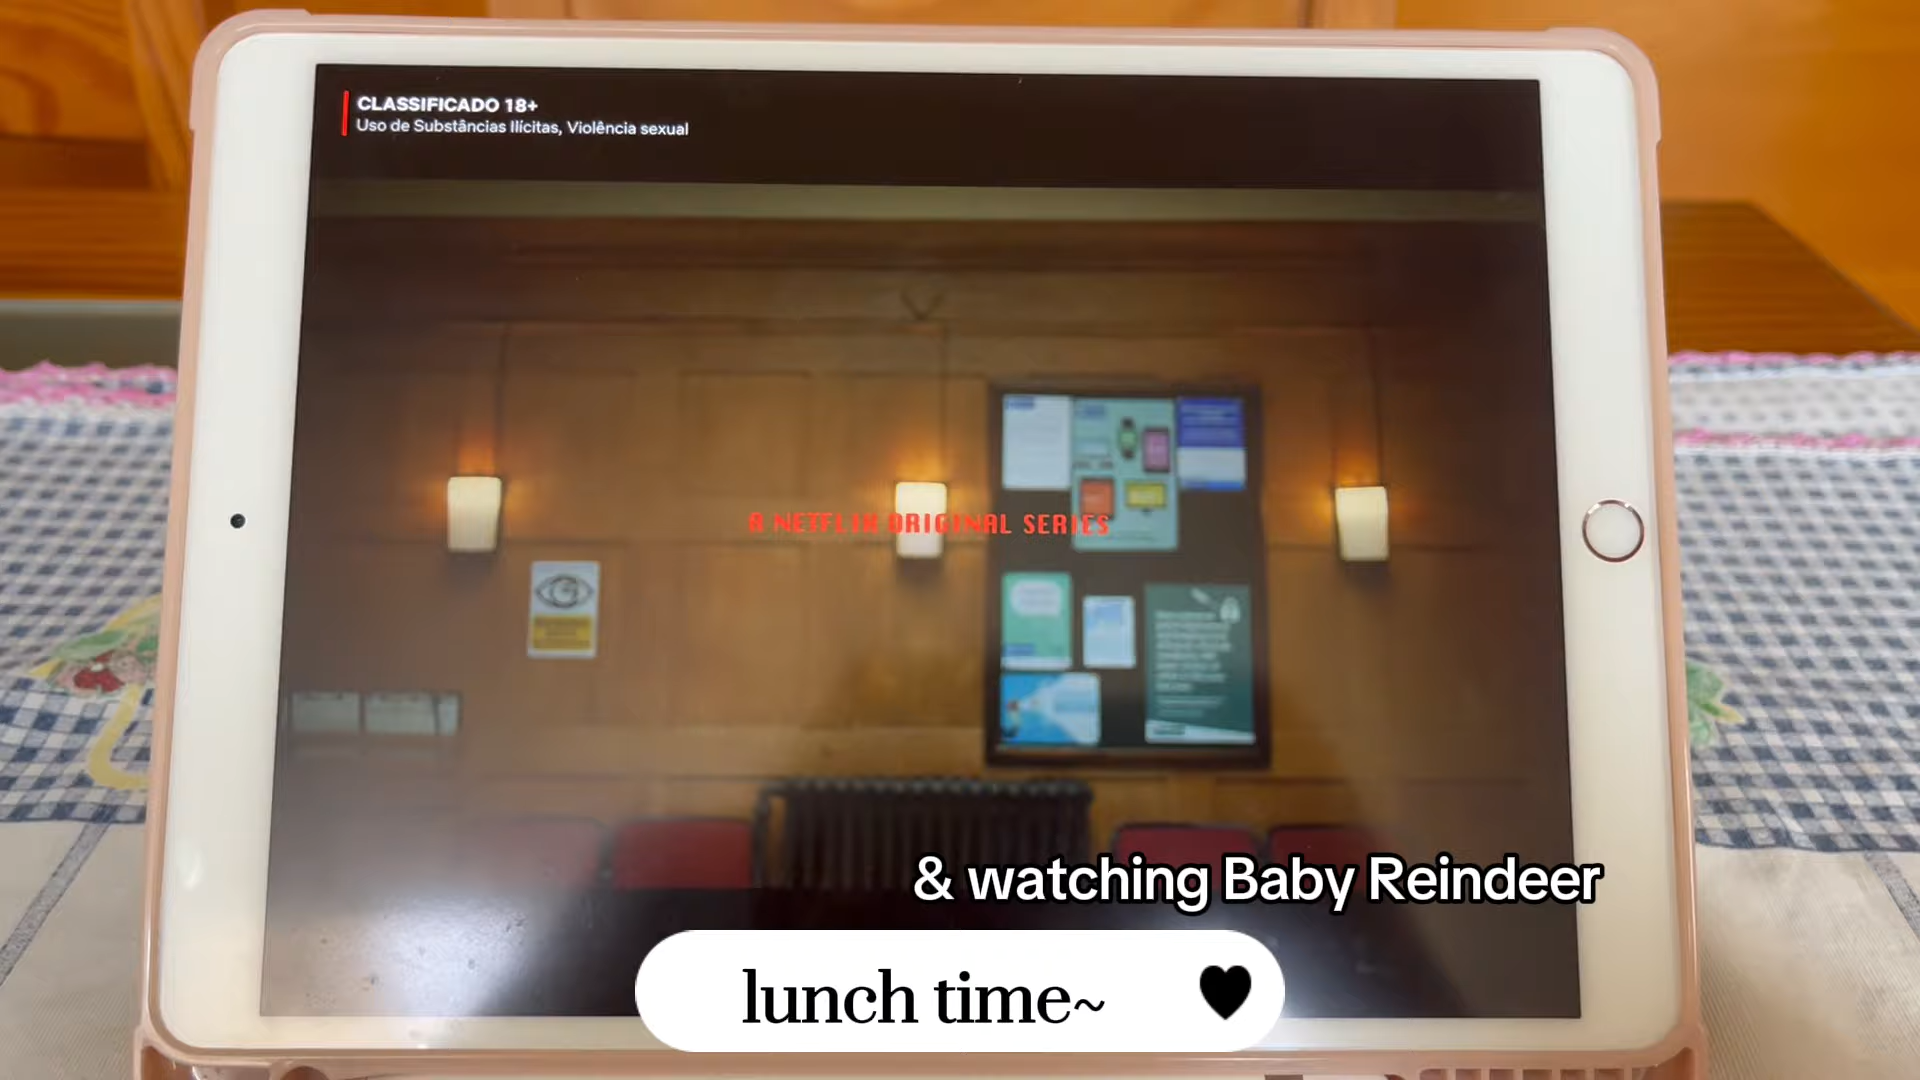 CLASSIFICADO 18+
Uso de Substâncias Ilícitas, Violência sexual
A NETFLIX ORIGINAL SERIES
& watching Baby Reindeer
lunch time~